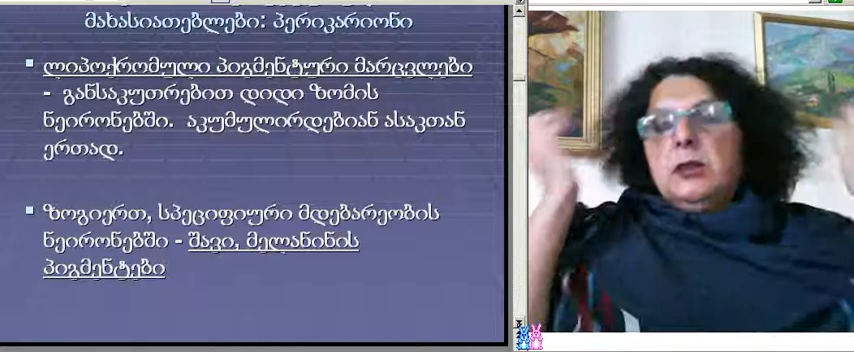 მახასიათებლები: პერიკარიონი
ლიპოქრომული პიგმენტური მარცვლები
- განსაკუთრებით დიდი ზომის
ნეირონებში. აკუმულირდებიან ასაკთან
ერთად.
ზოგიერთ, სპეციფიური მდებარეობის
ნეირონებში - შავი, მელანინის
პიგმენტები